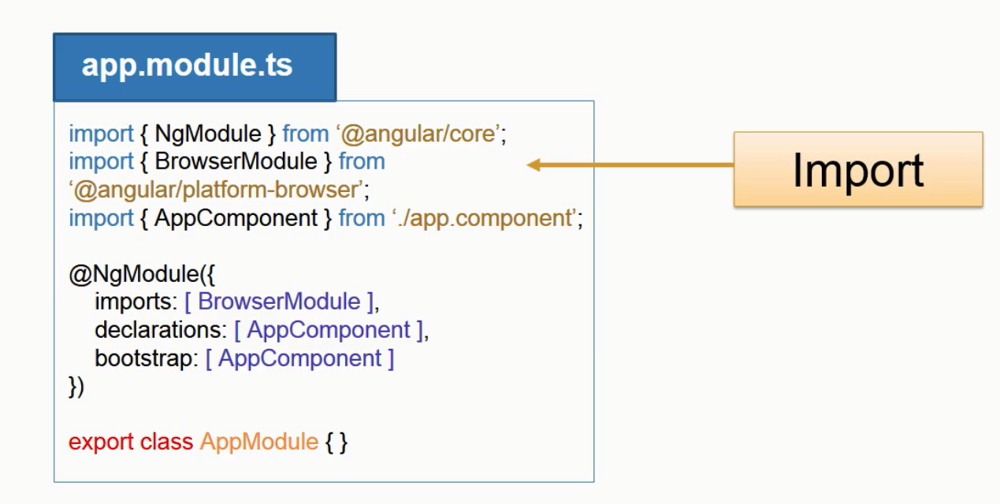 app.module.ts
import { NgModule } from ‘@angular/core’;
import { BrowserModule } from
‘@angular/platform-browser’;
import { AppComponent } from ‘./app.component’;
@NgModule({
imports: [ BrowserModule ],
declarations: [ AppComponent ],
bootstrap: [ AppComponent ]
})
export class AppModule { }
Import